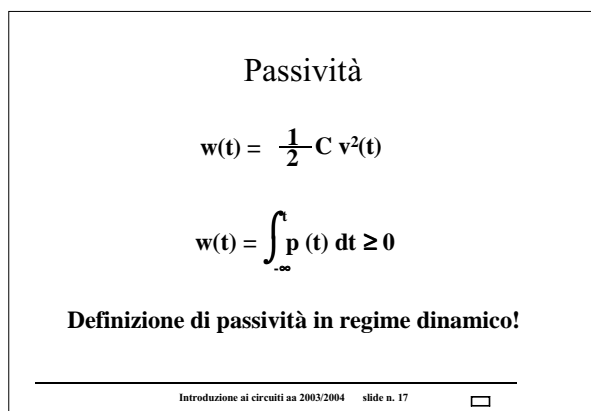 Passività
w(t) = 1/2 C v²(t)
w(t) = ∫_{-∞}^{t} p (t) dt ≥ 0
Definizione di passività in regime dinamico!
Introduzione ai circuiti aa 2003/2004 slide n. 17